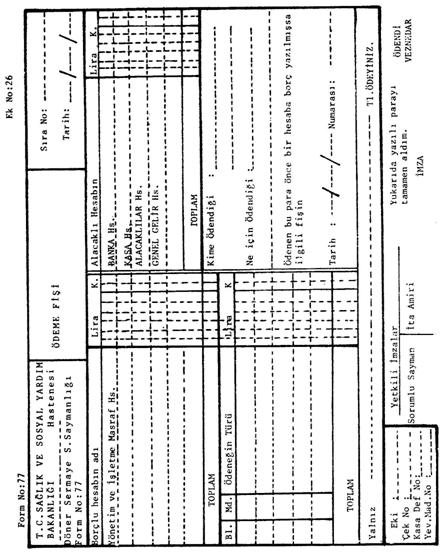 Ek No:26
Form No:77
T.C.SAĞLIK VE SOSYAL YARDIM
BAKANLIĞI Hastenesi
Döner Sermaye S.Saymanlığı
Form No:77
ÖDEME FİŞİ
Sıra No:
Tarih: / /
Borçlu hesabın adı
Lira K.
Alacaklı Hesabın
Lira K.
Yönetim ve İşletme Masraf Hs.
BANKA Hs.
KASA Hs.
ALACAKLILAR Hs.
GENEL GELİR Hs.
TOPLAM
TOPLAM
Bl. Md. Ödeneğin Türü
Lira K
TOPLAM
Kime Ödendiği :
Ne için Ödendiği :
Ödenen bu para önce bir hesaba borç yazılmışsa
ilgili fişin
Tarih : / / Numarası:
Yalnız Tl.ÖDEYİNİZ.
Eki :
Çek No :
Kasa Def No:
Yev.Mad.No :
Yetkili İmzalar
Sorumlu Sayman İta Amiri
Yukarıda yazılı parayı
tamamen aldım.
İMZA
ÖDENDİ
VEZNEDAR